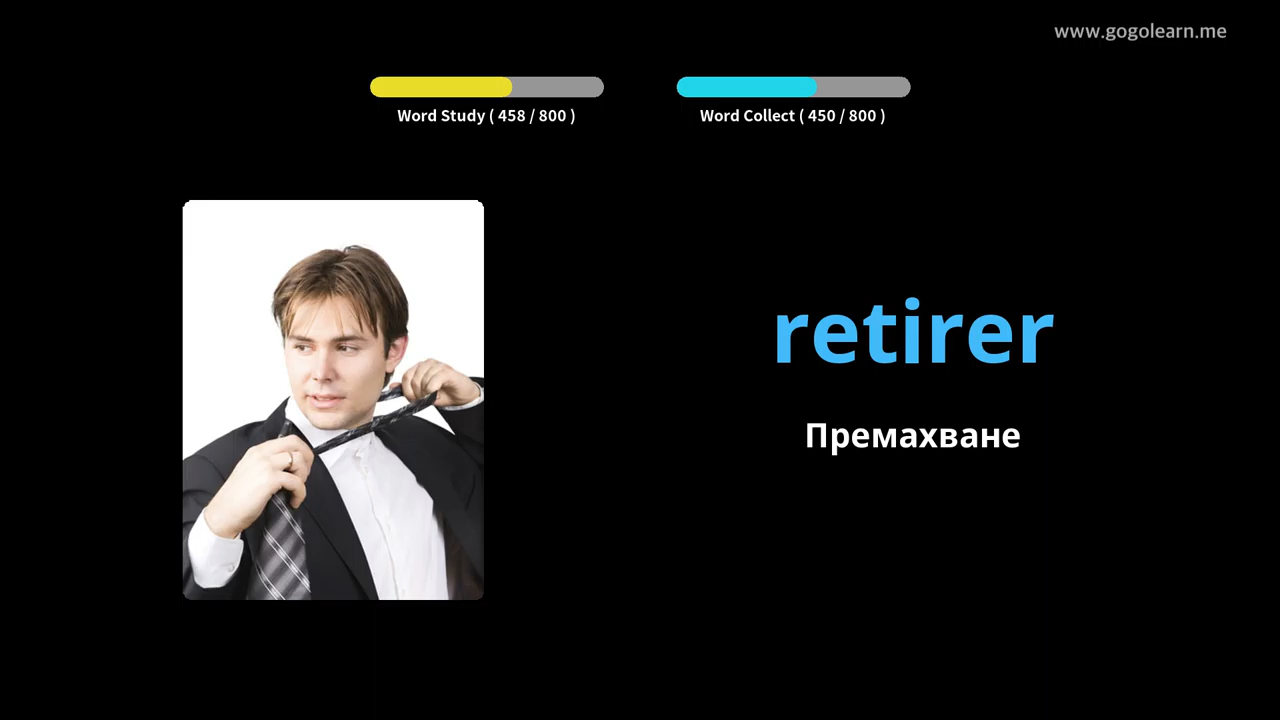 www.gogolearn.me
Word Study ( 458 / 800 )
Word Collect ( 450 / 800 )
retirer
Премахване